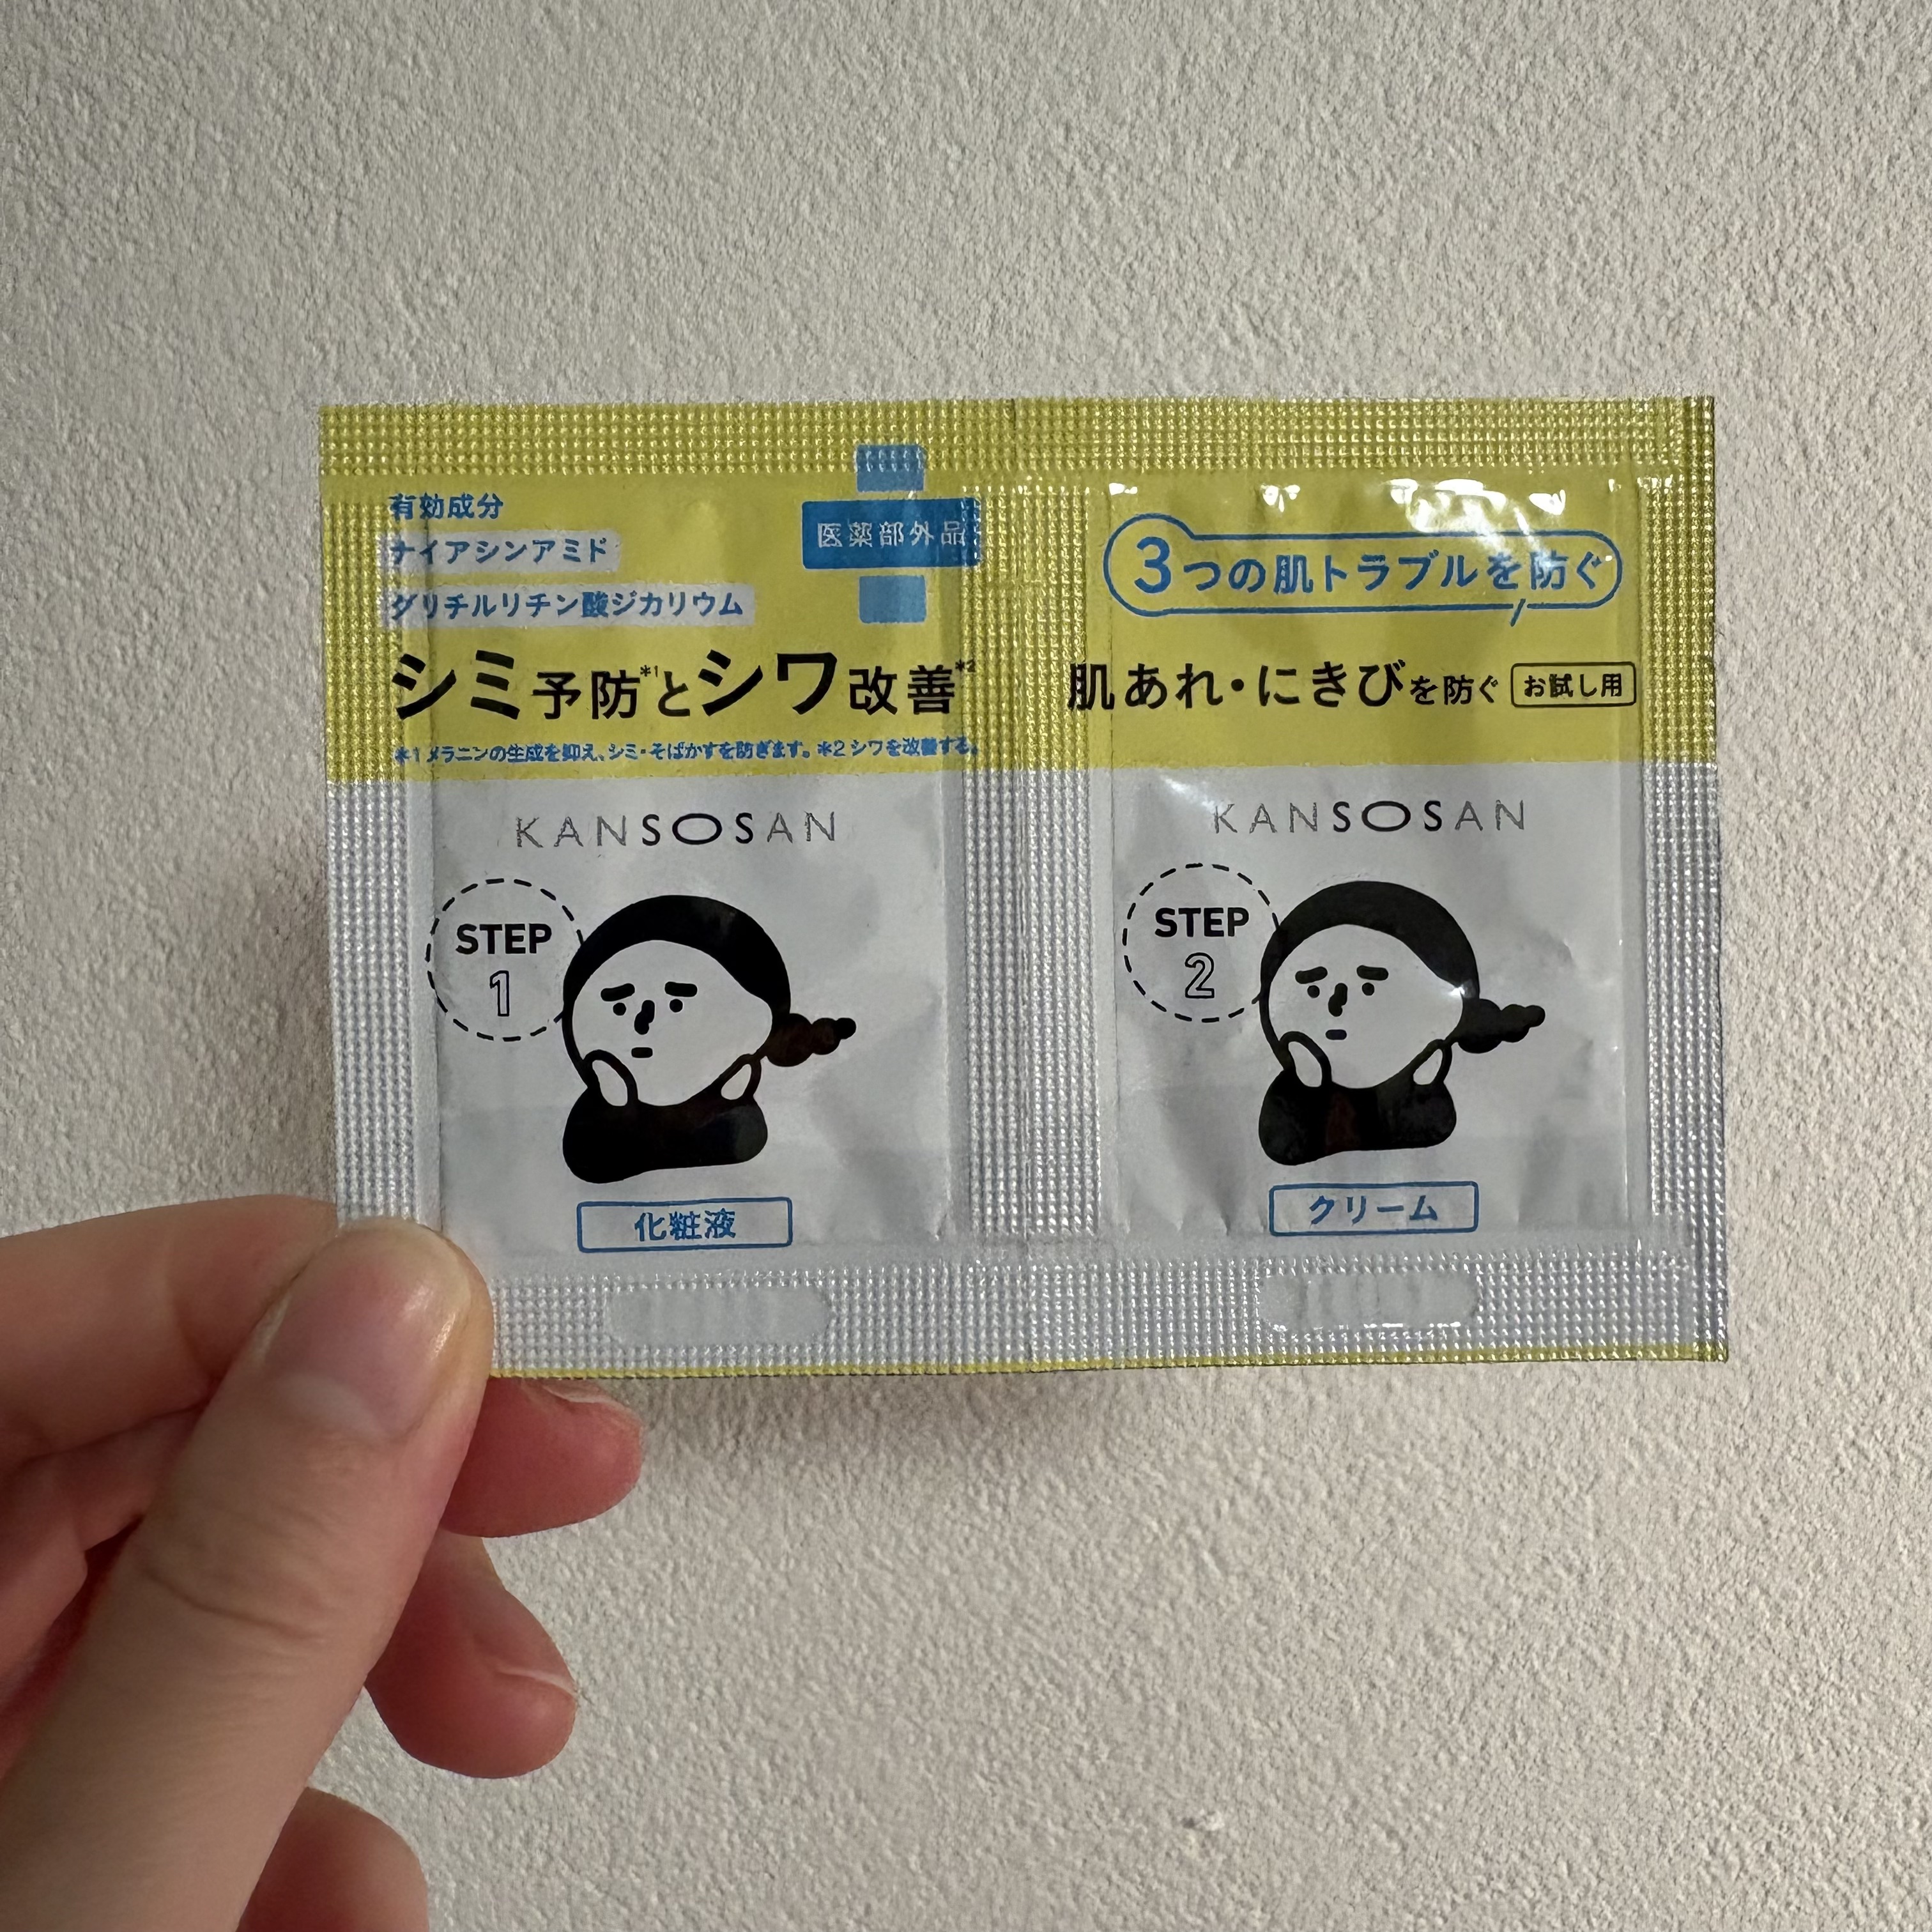 有効成分
ナイアシンアミド
グリチルリチン酸ジカリウム
医薬部外品
シミ予防*1とシワ改善*2
*1 メラニンの生成を抑え、シミ・そばかすを防ぎます。*2 シワを改善する。
KANSOSAN
STEP
1
化粧液
3つの肌トラブルを防ぐ
肌あれ・にきびを防ぐ お試し用
KANSOSAN
STEP
2
クリーム